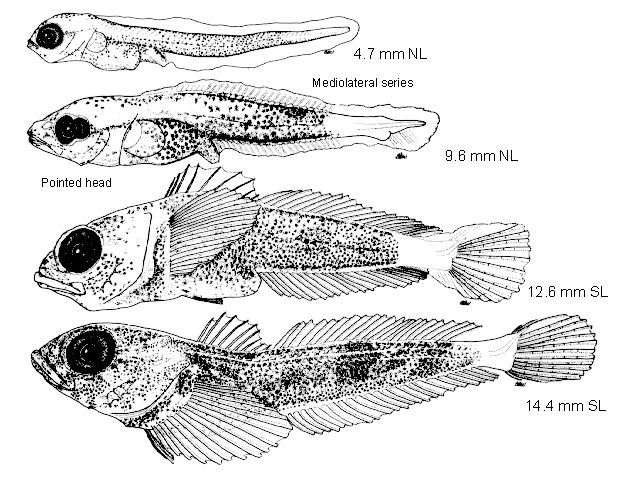 4.7 mm NL
Mediolateral series
9.6 mm NL
Pointed head
12.6 mm SL
14.4 mm SL